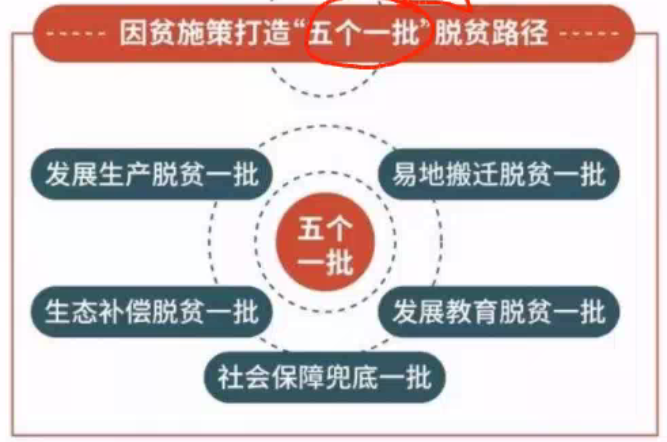 因贫施策打造“五个一批”脱贫路径
发展生产脱贫一批
易地搬迁脱贫一批
五个
一批
生态补偿脱贫一批
发展教育脱贫一批
社会保障兜底一批